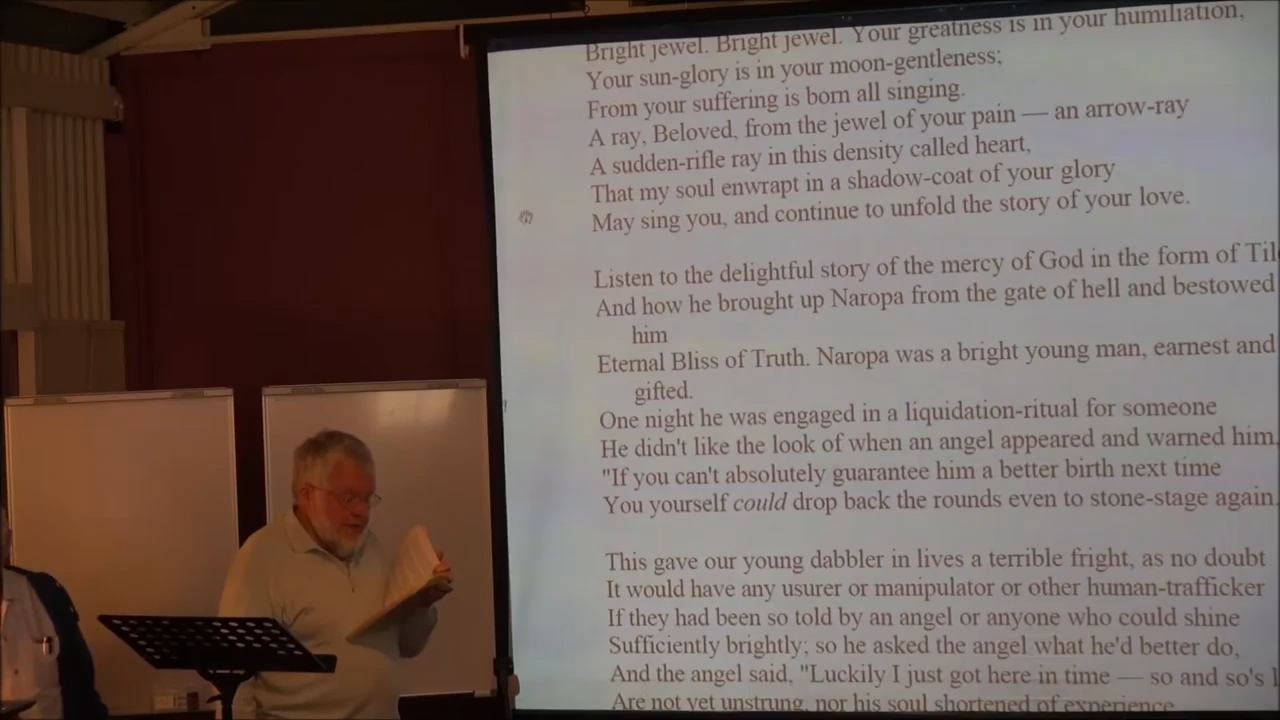 Bright jewel. Bright jewel. Your greatness is in your humiliation,
Your sun-glory is in your moon-gentleness;
From your suffering is born all singing.
A ray, Beloved, from the jewel of your pain — an arrow-ray
A sudden-rifle ray in this density called heart,
That my soul enwrapt in a shadow-coat of your glory
May sing you, and continue to unfold the story of your love.
Listen to the delightful story of the mercy of God in the form of
And how he brought up Naropa from the gate of hell and bestowed
him
Eternal Bliss of Truth. Naropa was a bright young man, earnest and
gifted.
One night he was engaged in a liquidation-ritual for someone
He didn't like the look of when an angel appeared and warned him,
"If you can't absolutely guarantee him a better birth next time
You yourself could drop back the rounds even to stone-stage again.
This gave our young dabbler in lives a terrible fright, as no doubt
It would have any usurer or manipulator or other human-trafficker
If they had been so told by an angel or anyone who could shine
Sufficiently brightly; so he asked the angel what he'd better do,
And the angel said, "Luckily I just got here in time — so and so's
Are not yet unstrung, nor his soul shortened of experience